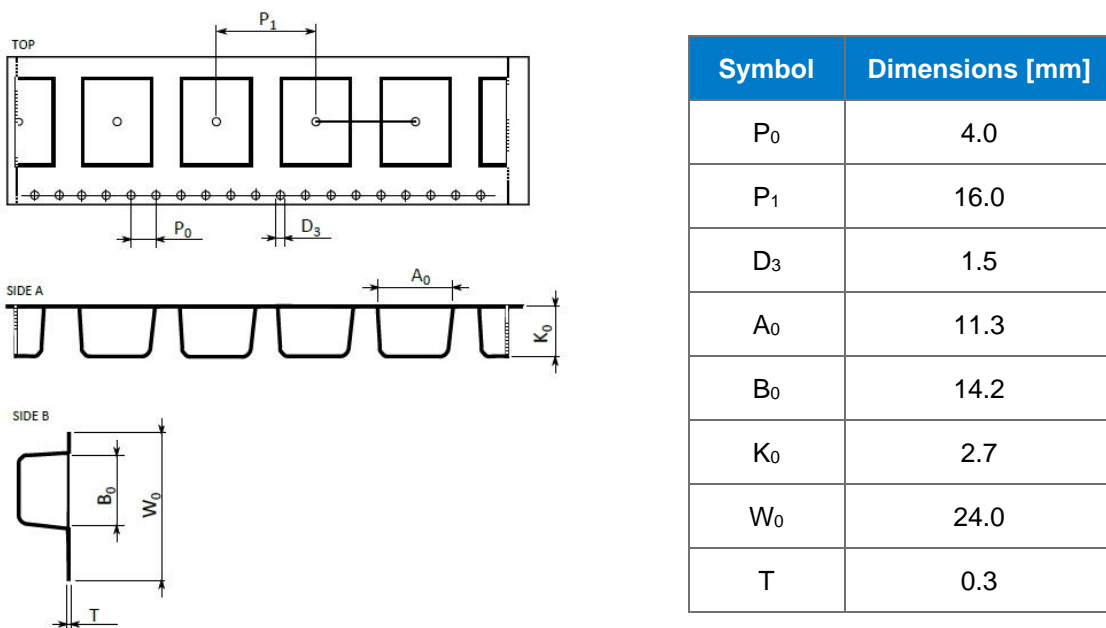 TOP
P₁
P₀
D₃
SIDE A
A₀
K₀
SIDE B
B₀
W₀
T
Symbol Dimensions [mm]
P₀ 4.0
P₁ 16.0
D₃ 1.5
A₀ 11.3
B₀ 14.2
K₀ 2.7
W₀ 24.0
T 0.3